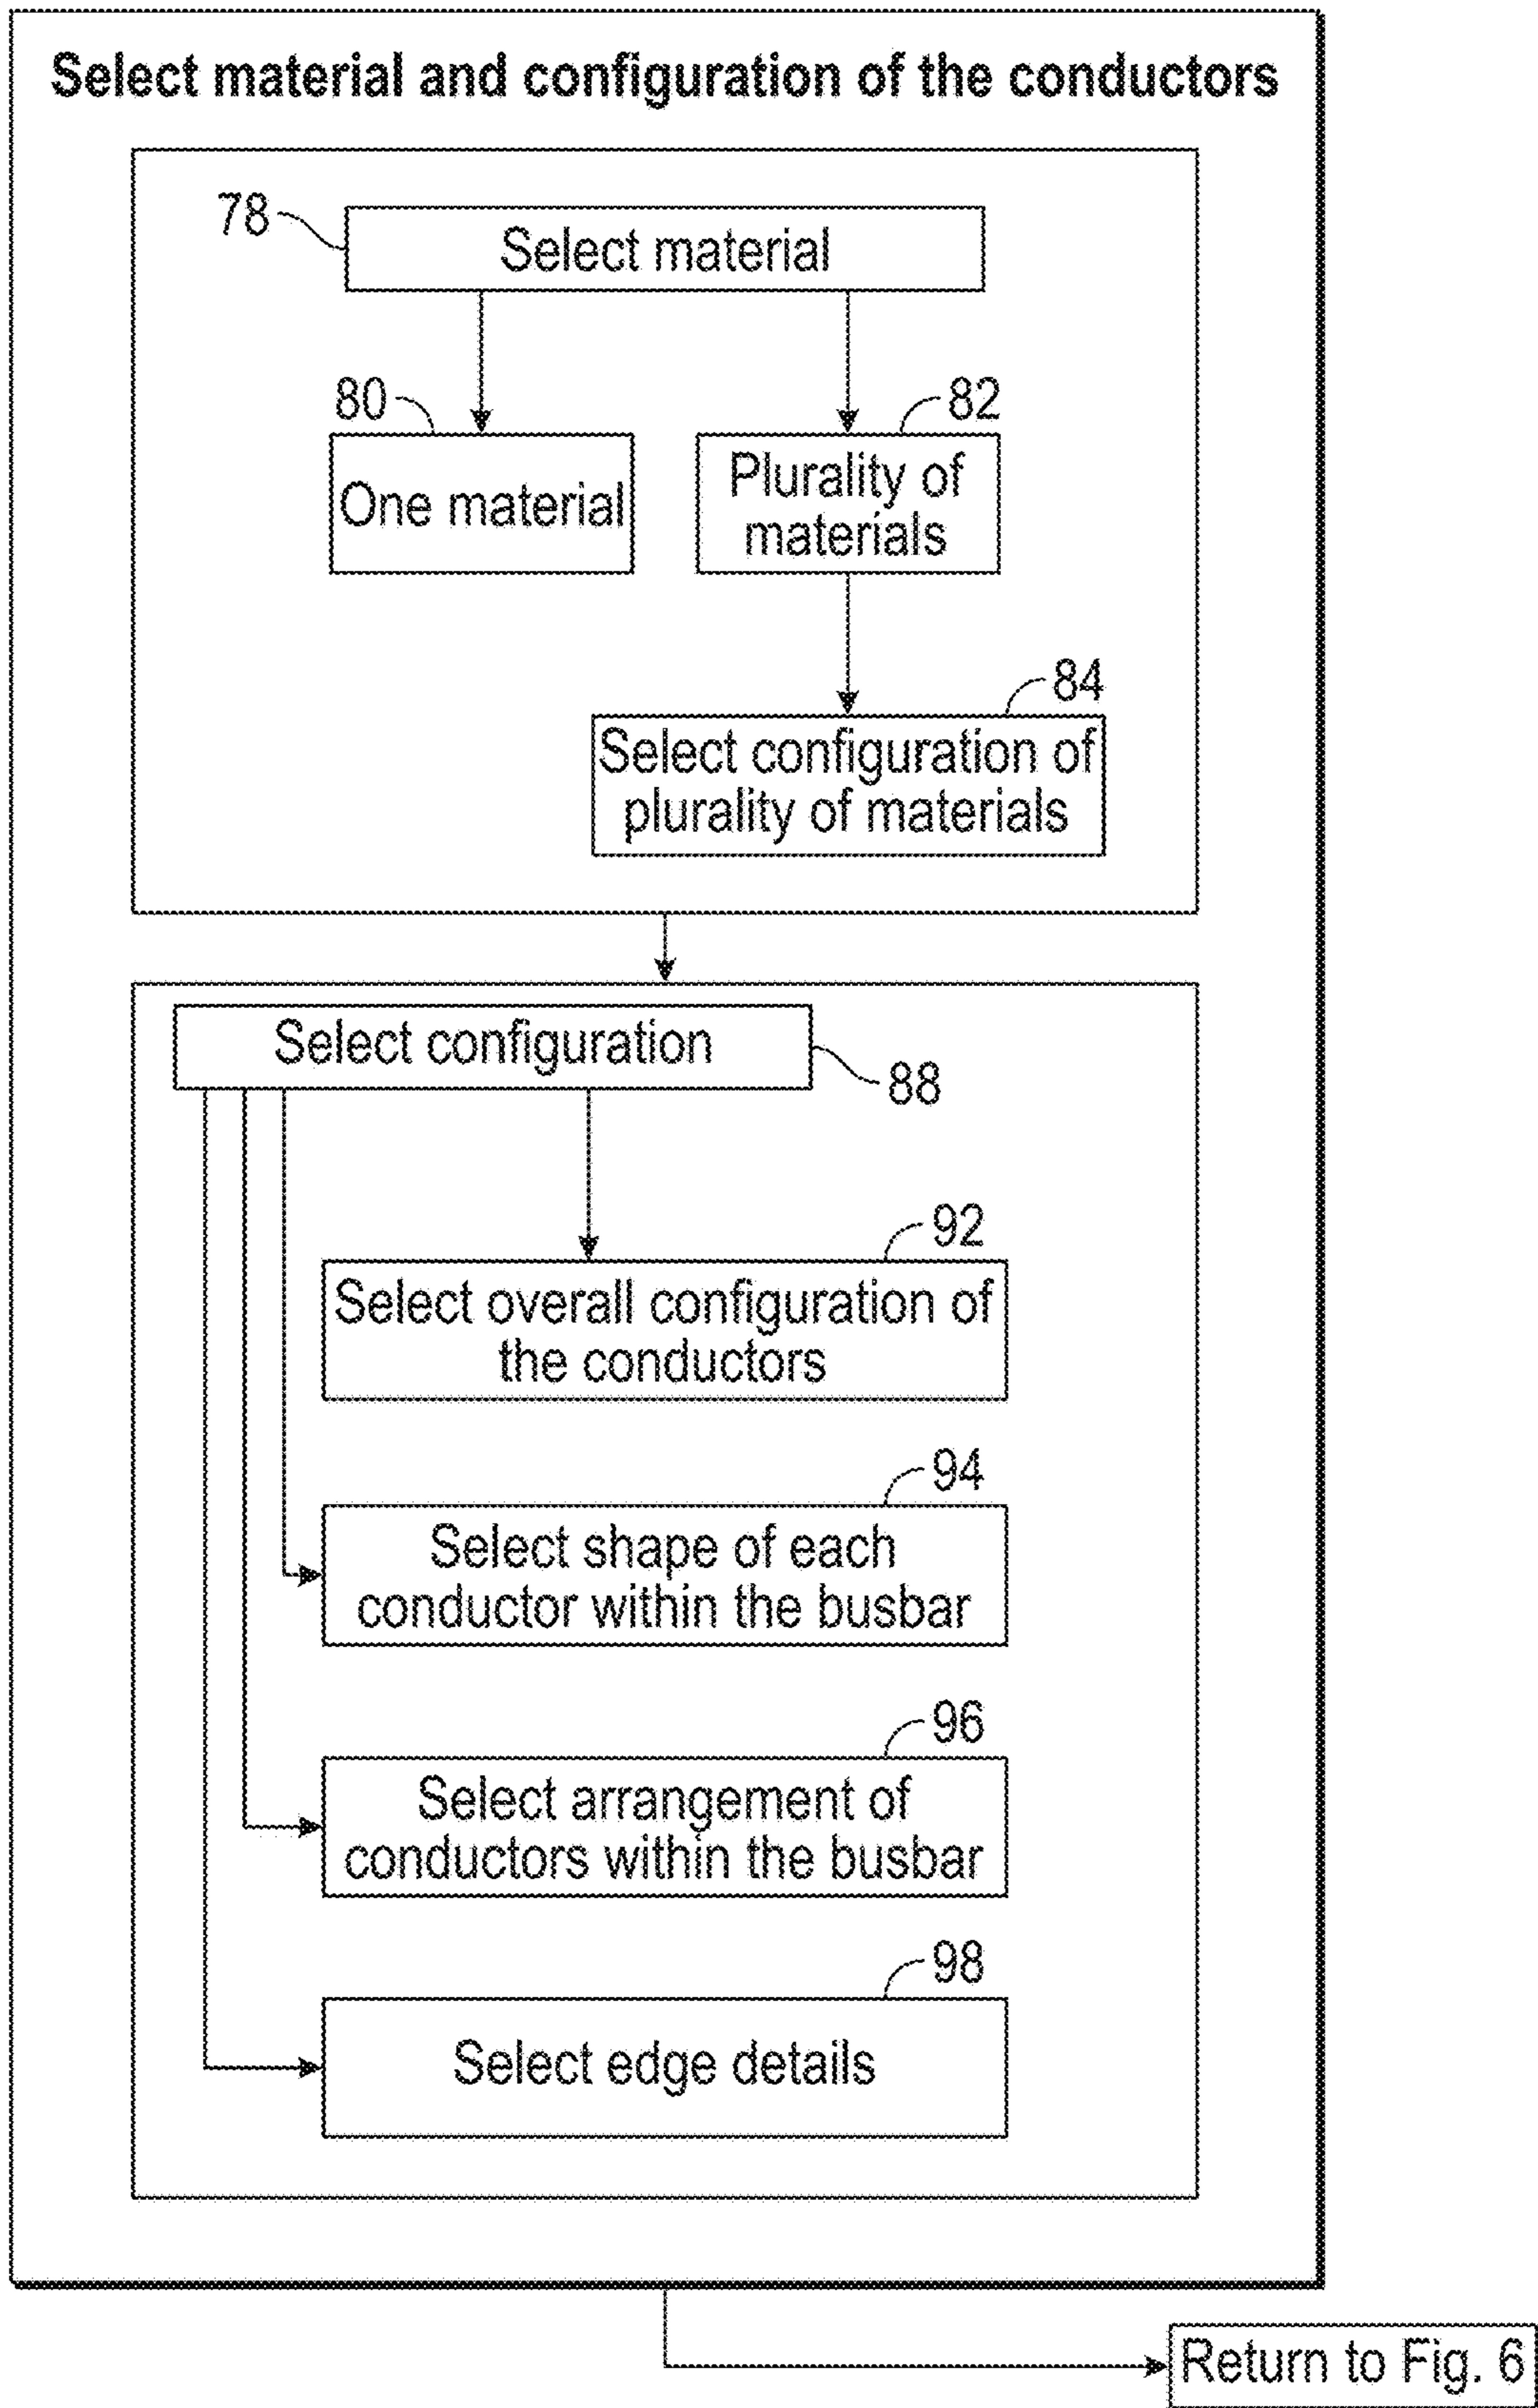 Select material and configuration of the conductors
78
Select material
80
One material
82
Plurality of
materials
84
Select configuration of
plurality of materials
Select configuration
88
92
Select overall configuration of
the conductors
94
Select shape of each
conductor within the busbar
96
Select arrangement of
conductors within the busbar
98
Select edge details
Return to Fig. 6